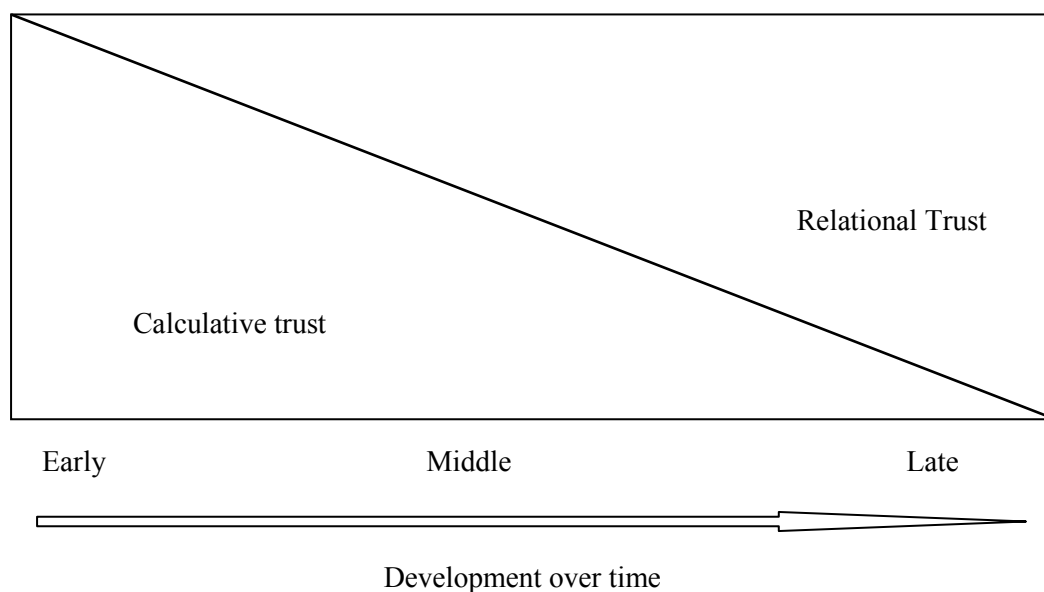 Relational Trust
Calculative trust
Early Middle Late
Development over time